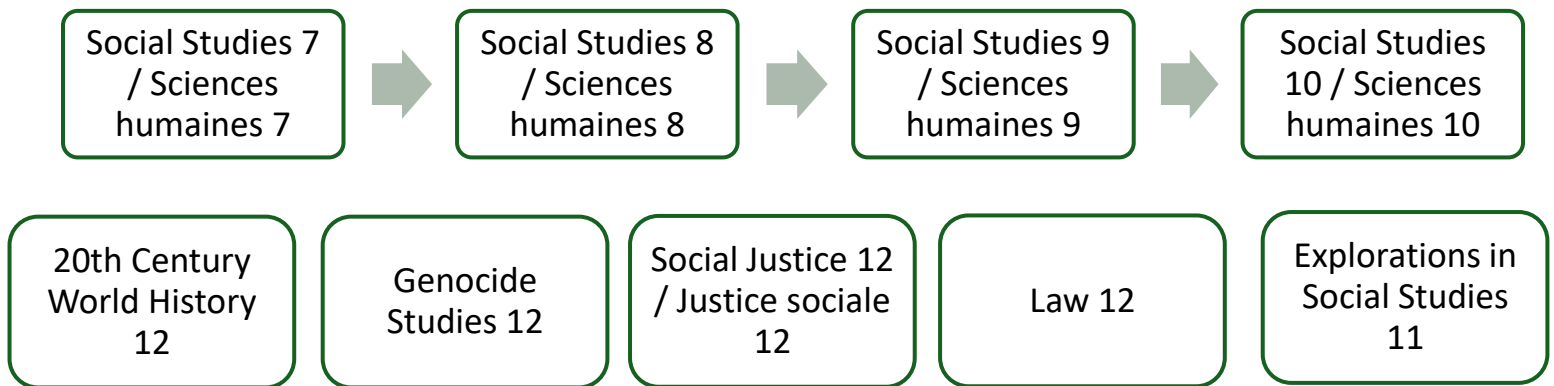 Social Studies 7
/ Sciences
humaines 7
Social Studies 8
/ Sciences
humaines 8
Social Studies 9
/ Sciences
humaines 9
Social Studies
10 / Sciences
humaines 10
20th Century
World History
12
Genocide
Studies 12
Social Justice 12
/ Justice sociale
12
Law 12
Explorations in
Social Studies
11